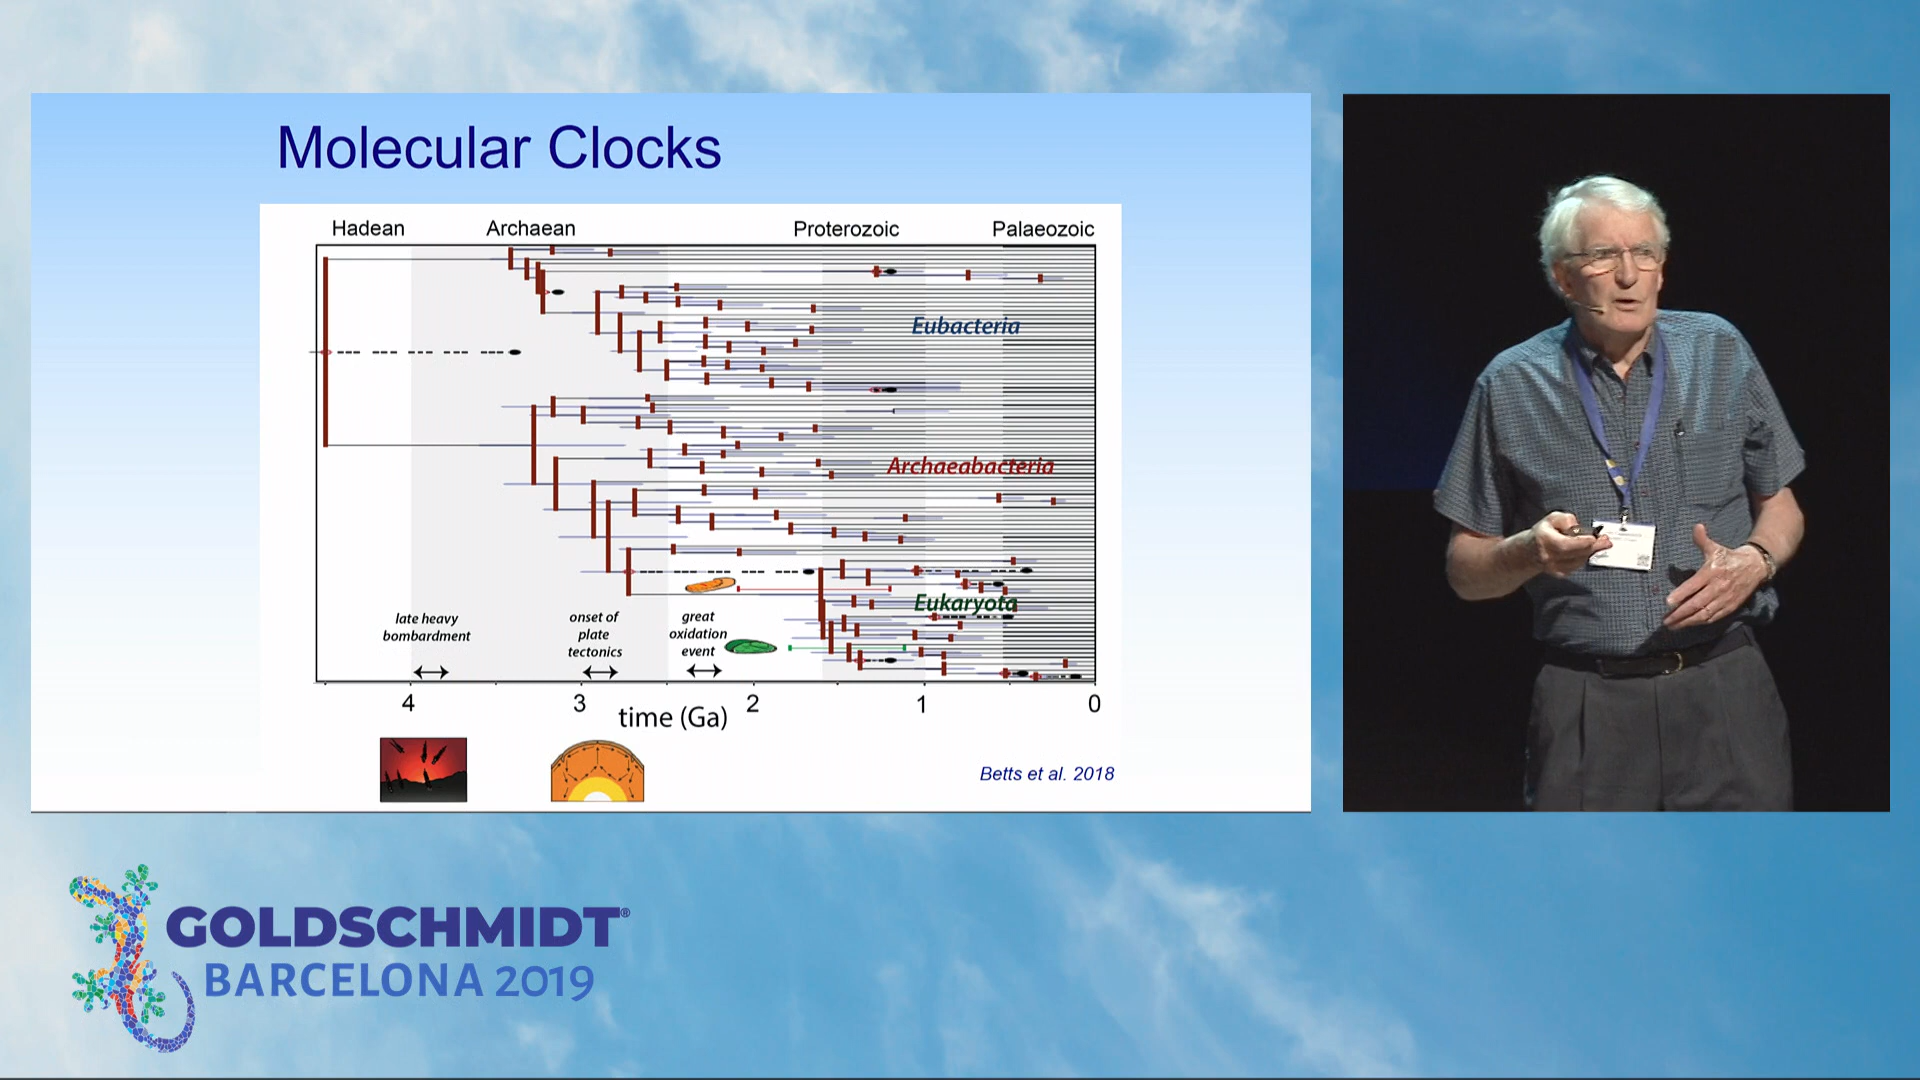 Molecular Clocks
Hadean
Archaean
Proterozoic
Palaeozoic
Eubacteria
Archaeabacteria
Eukaryota
late heavy
bombardment
onset of
plate
tectonics
great
oxidation
event
4
3
2
1
0
time (Ga)
Betts et al. 2018
GOLDSCHMIDT®
BARCELONA 2019